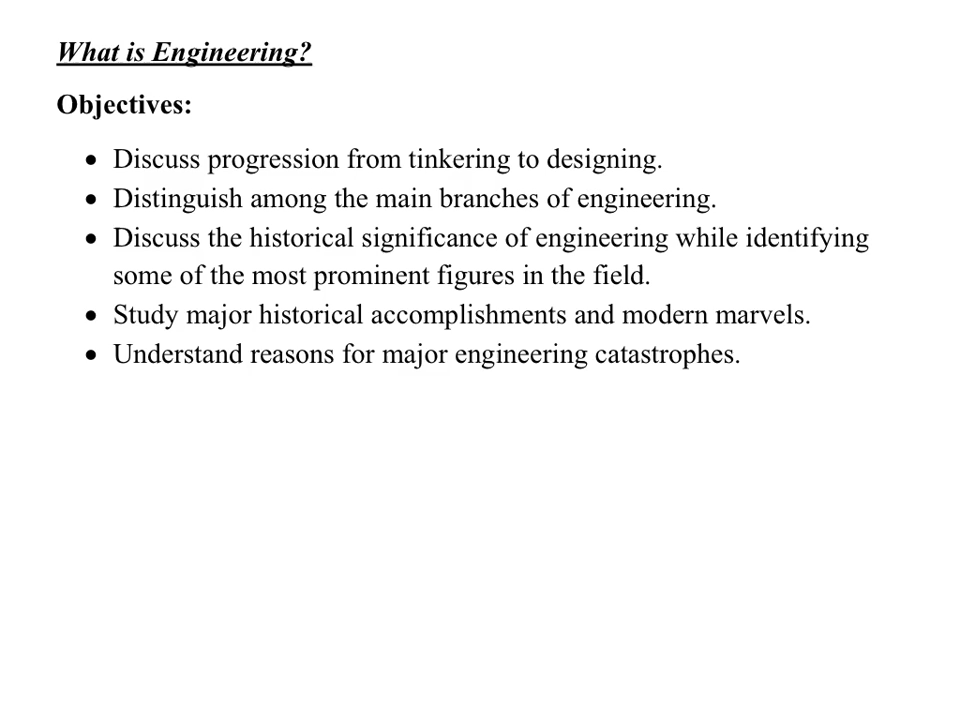 What is Engineering?
Objectives:
• Discuss progression from tinkering to designing.
• Distinguish among the main branches of engineering.
• Discuss the historical significance of engineering while identifying
some of the most prominent figures in the field.
• Study major historical accomplishments and modern marvels.
• Understand reasons for major engineering catastrophes.